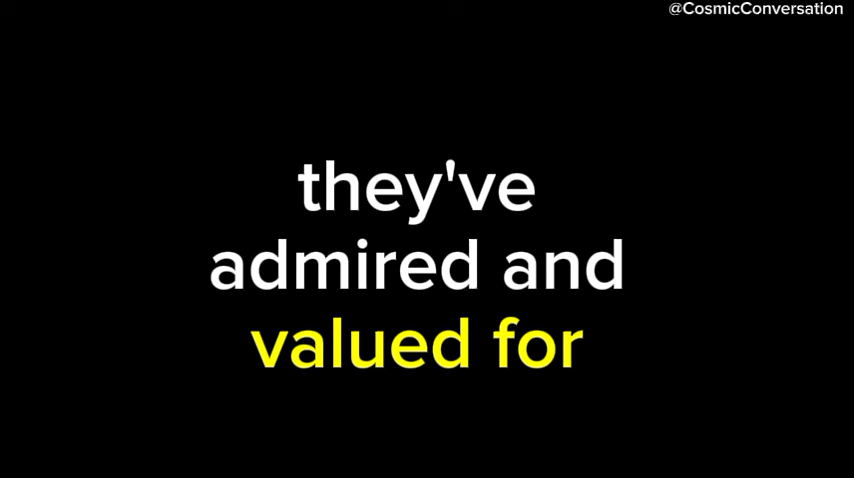 @CosmicConversation
they've
admired and
valued for